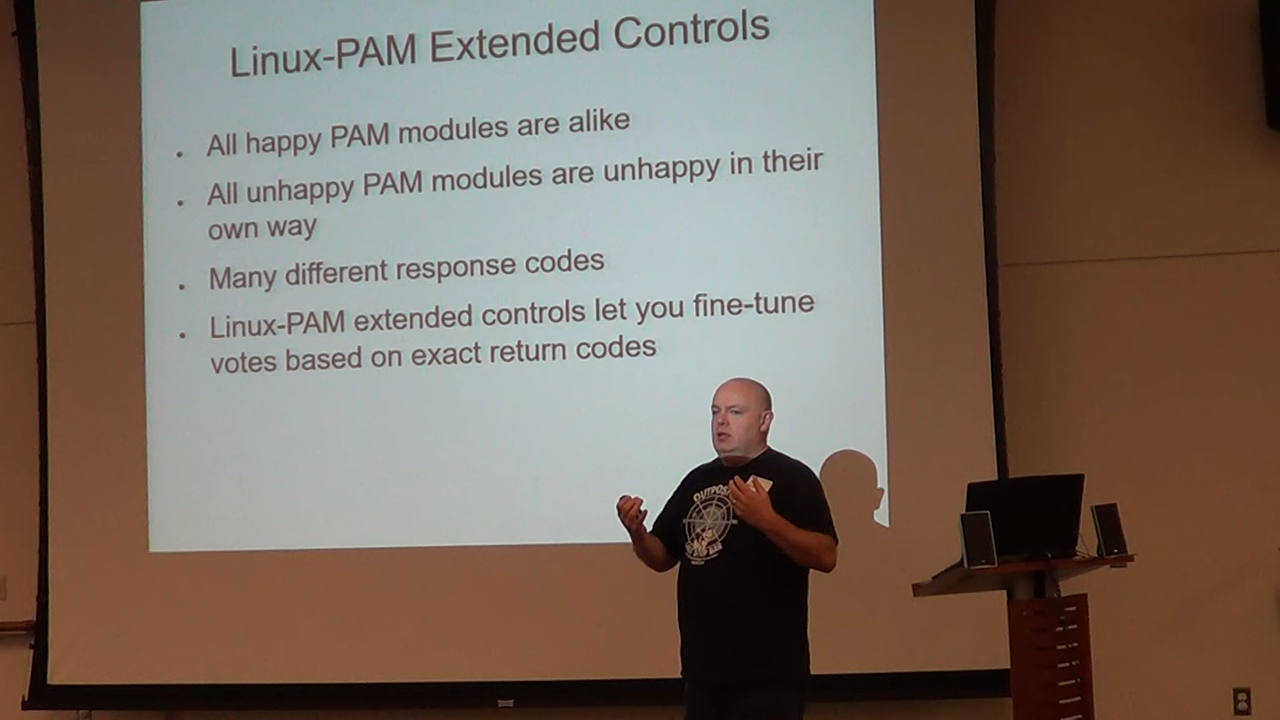 Linux-PAM Extended Controls
. All happy PAM modules are alike
. All unhappy PAM modules are unhappy in their
own way
. Many different response codes
. Linux-PAM extended controls let you fine-tune
votes based on exact return codes
OUTPOST